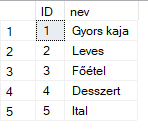 ID nev
1 1 Gyors kaja
2 2 Leves
3 3 Főétel
4 4 Desszert
5 5 Ital